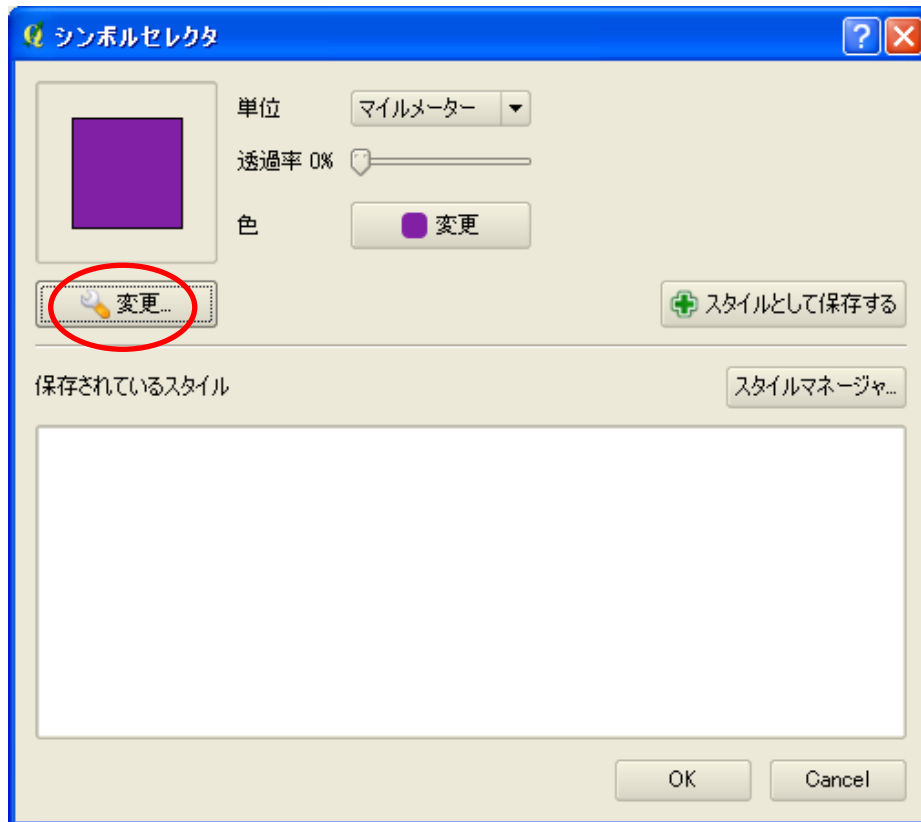 シンボルセレクタ
単位 マイルメーター
透過率 0%
色 変更
変更...
スタイルとして保存する
保存されているスタイル
スタイルマネージャ...
OK Cancel